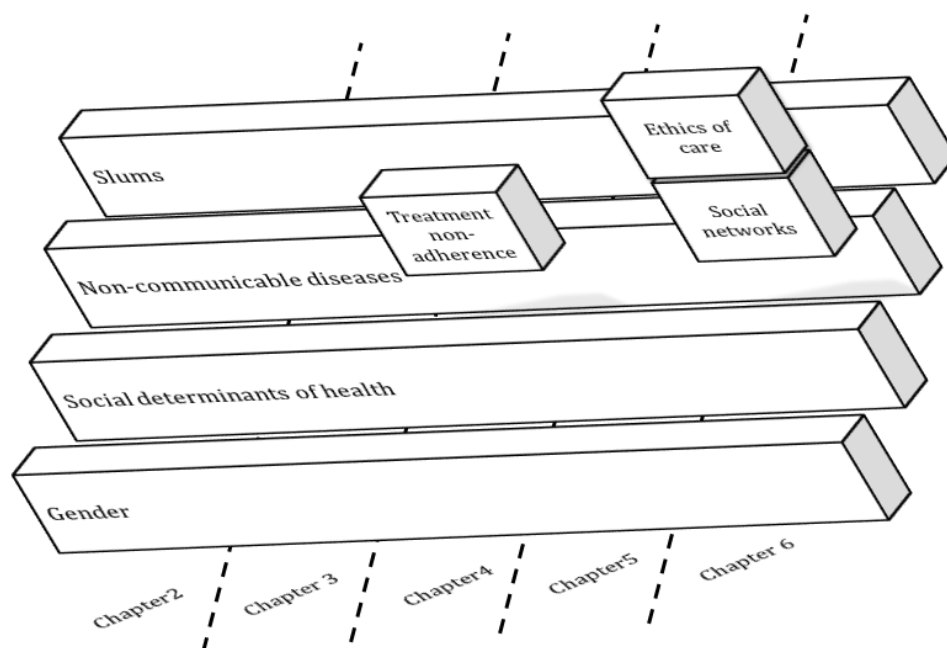 Ethics of
care
Slums
Treatment
non-
adherence
Social
networks
Non-communicable diseases
Social determinants of health
Gender
Chapter2
Chapter 3
Chapter4
Chapter5
Chapter 6